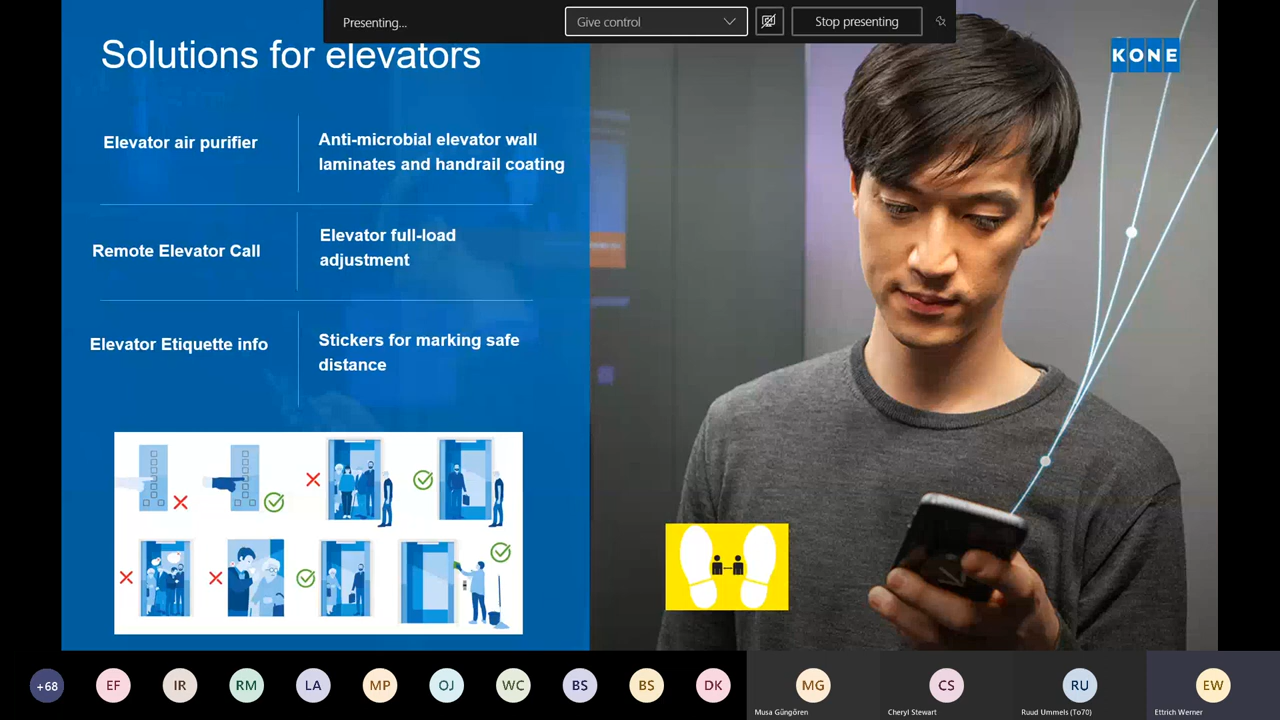 Presenting...
Give control
Stop presenting
Solutions for elevators
KONE
Elevator air purifier
Anti-microbial elevator wall
laminates and handrail coating
Remote Elevator Call
Elevator full-load
adjustment
Elevator Etiquette info
Stickers for marking safe
distance
+68
EF
IR
RM
LA
MP
OJ
WC
BS
BS
DK
MG
CS
RU
EW
Musa Güngören
Cheryl Stewart
Ruud Ummels (To70)
Ettrich Werner